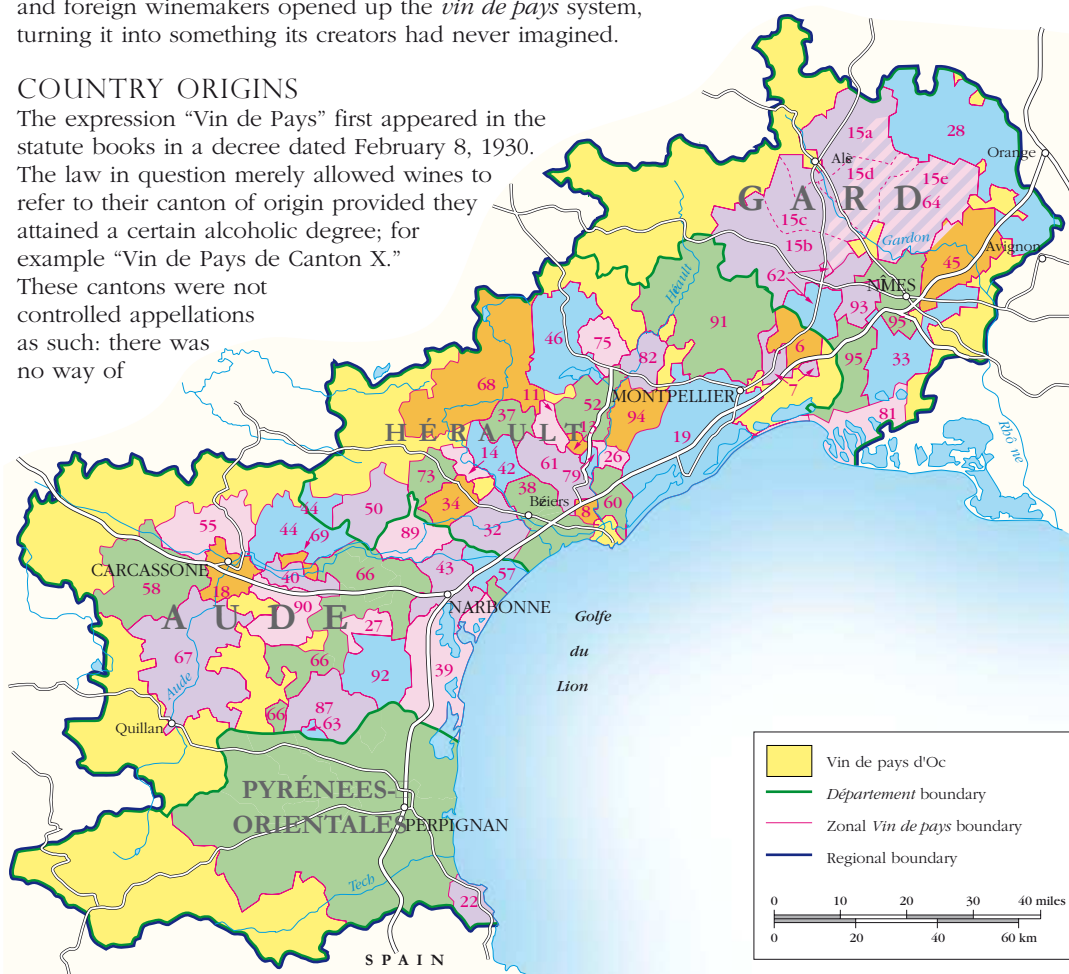 and foreign winemakers opened up the vin de pays system,
turning it into something its creators had never imagined.
COUNTRY ORIGINS
The expression “Vin de Pays” first appeared in the
statute books in a decree dated February 8, 1930.
The law in question merely allowed wines to
refer to their canton of origin provided they
attained a certain alcoholic degree; for
example “Vin de Pays de Canton X.”
These cantons were not
controlled appellations
as such: there was
no way of
15a
28
Alè
Orange
15d
15e
GARD
64
15c
15b
Gardon
Avignon
45
62
Héault
NÎMES
93
95
91
46
75
82
6
95
33
7
68
MONTPELLIER
11
52
94
81
37
13
19
HÉRAULT
14
26
42
61
79
73
38
Rhô ne
34
Béiers
8
60
44
50
55
44
69
89
32
CARCASSONE
40
66
43
57
58
18
90
NARBONNE
AUDE
27
Golfe
du
Lion
67
66
92
39
Aude
87
66
63
Quillan
PYRÉNEES-
ORIENTALES
PERPIGNAN
Tech
22
SPAIN
Vin de pays d'Oc
Département boundary
Zonal Vin de pays boundary
Regional boundary
0 10 20 30 40 miles
0 20 40 60 km